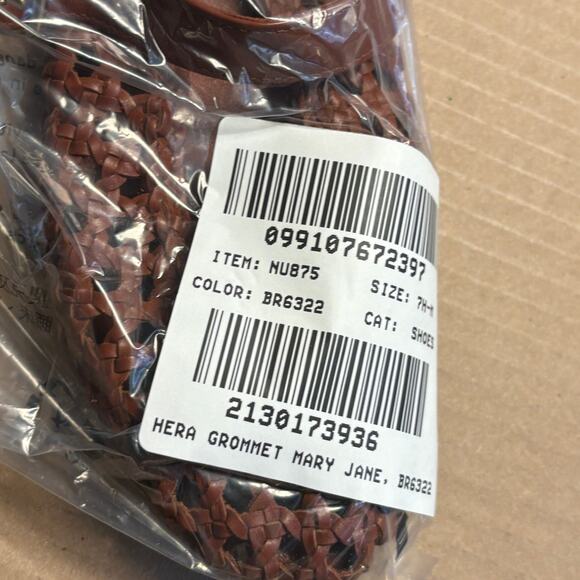 099107672397
ITEM: NU875 SIZE: 7H-M
COLOR: BR6322 CAT: SHOES
2130173936
HERA GROMMET MARY JANE, BR6322